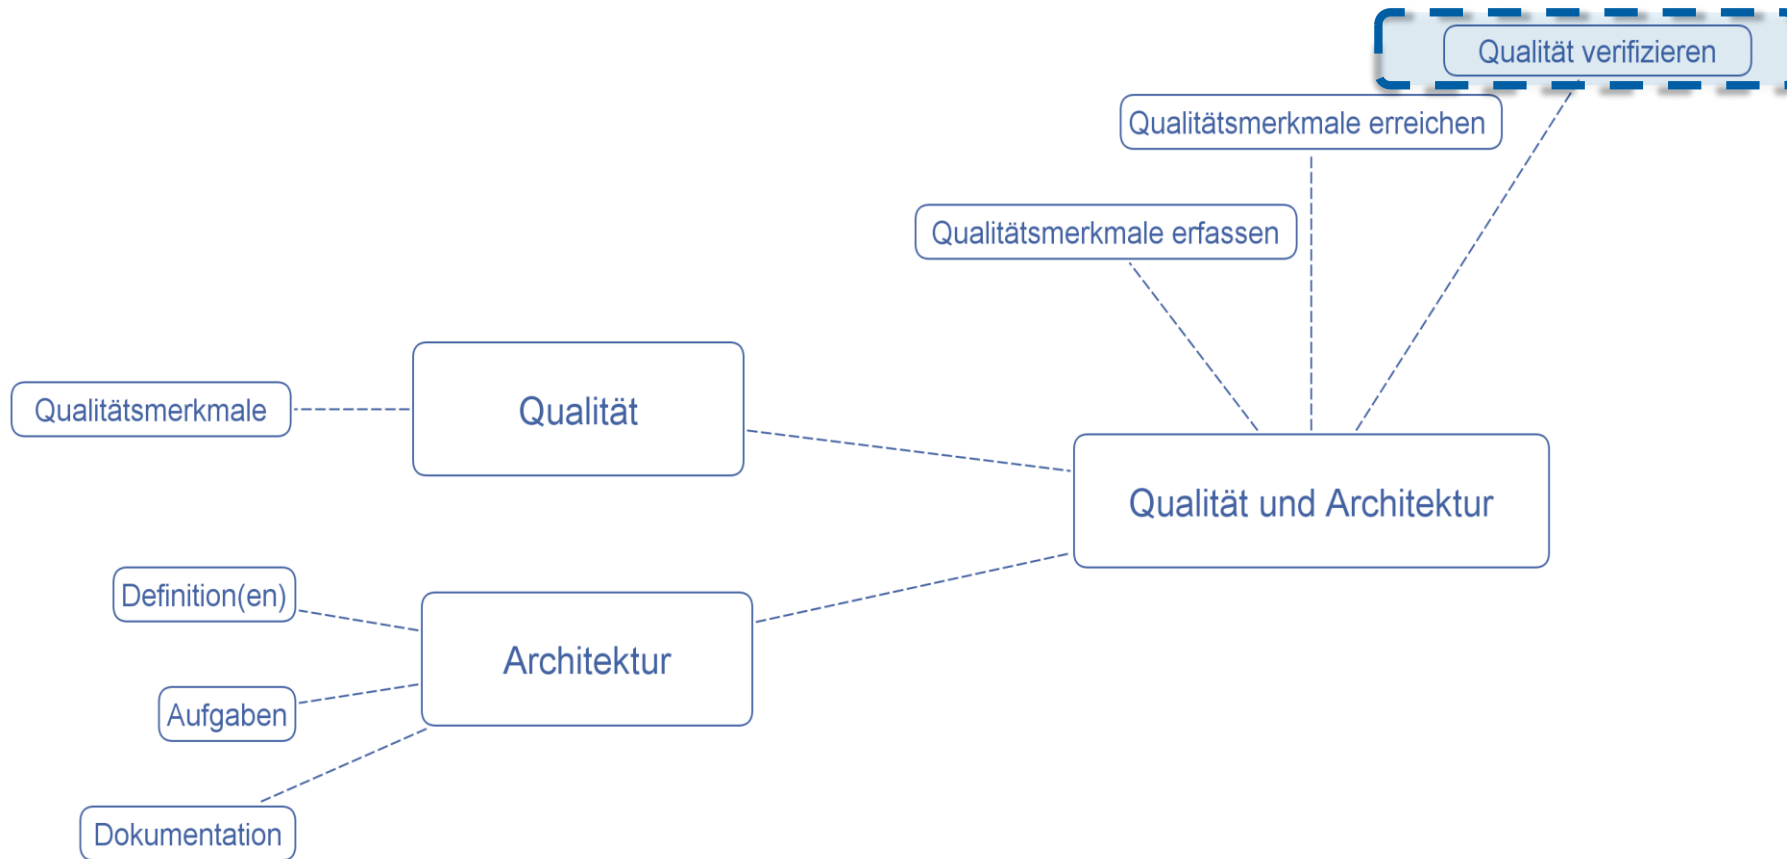 Qualität verifizieren
Qualitätsmerkmale erreichen
Qualitätsmerkmale erfassen
Qualitätsmerkmale
Qualität
Qualität und Architektur
Definition(en)
Architektur
Aufgaben
Dokumentation